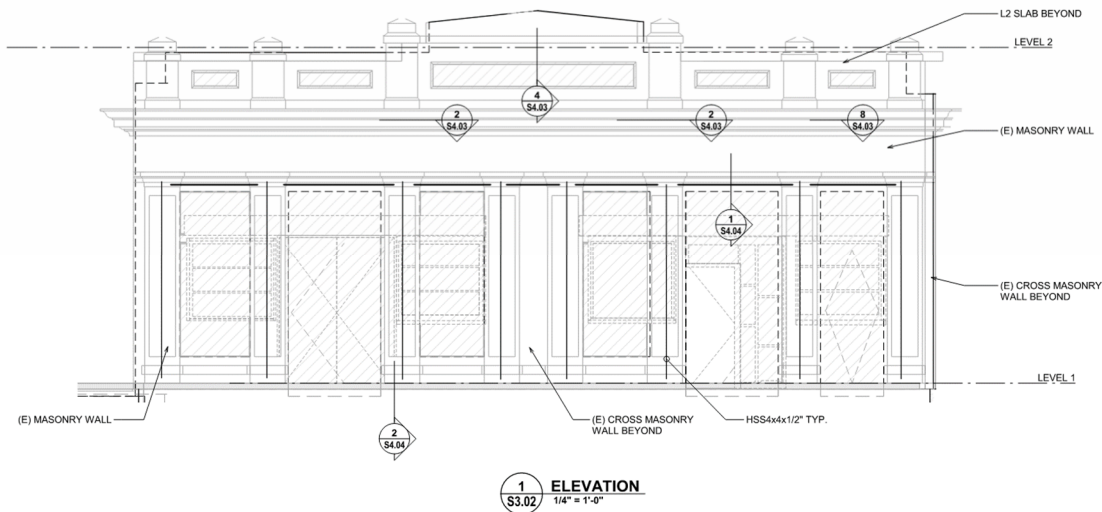 L2 SLAB BEYOND
LEVEL 2
4
S4.03
2
S4.03
2
S4.03
8
S4.03
(E) MASONRY WALL
1
S4.04
(E) CROSS MASONRY
WALL BEYOND
LEVEL 1
(E) MASONRY WALL
(E) CROSS MASONRY
WALL BEYOND
HSS4x4x1/2" TYP.
2
S4.04
1
S3.02
ELEVATION
1/4" = 1'-0"